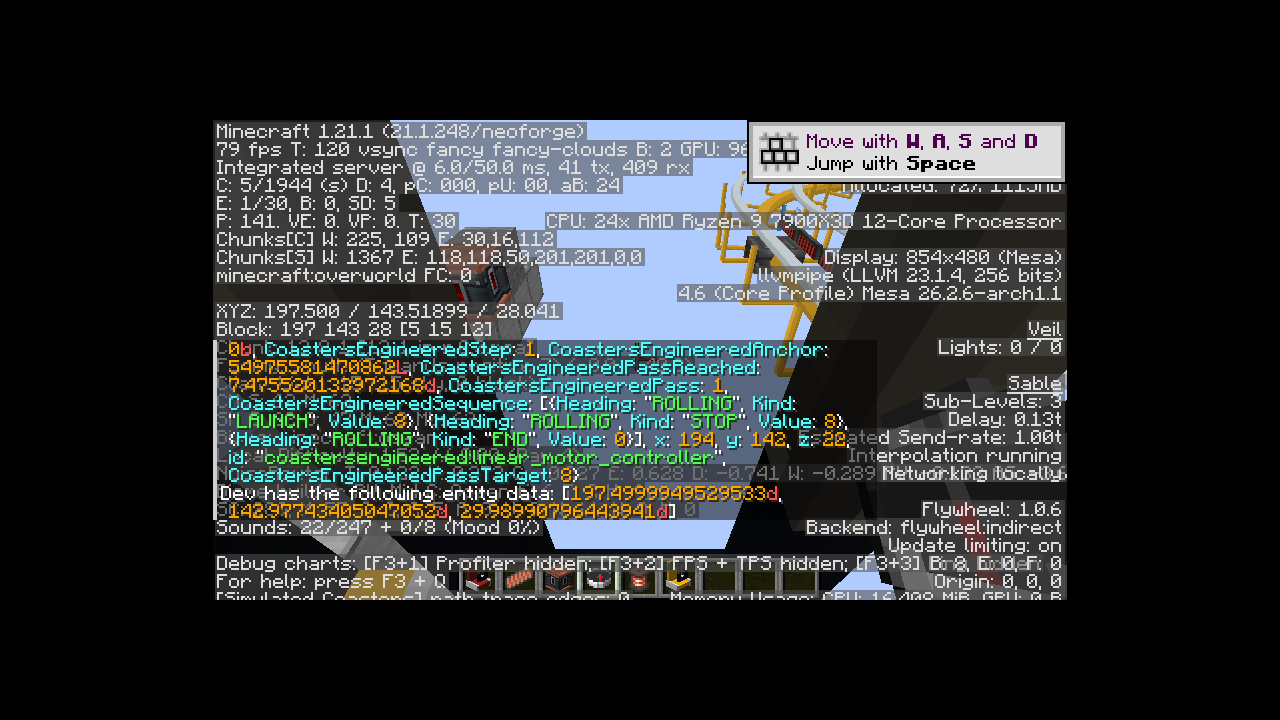 Minecraft 1.21.1 (21.1.248/neoforge)
79 fps T: 120 vsync fancy fancy-clouds B: 2 GPU: 96
Integrated server @ 6.0/50.0 ms, 41 tx, 409 rx
C: 5/1944 (s) D: 4, pC: 000, pU: 00, aB: 24
E: 1/30, B: 0, SD: 5
P: 141. VE: 0. VP: 0. T: 30
Chunks[C] W: 225, 109 E: 30,16,112
Chunks[S] W: 1367 E: 118,118,50,201,201,0,0
minecraft:overworld FC: 0
XYZ: 197.500 / 143.51899 / 28.041
Block: 197 143 28 [5 15 12]
0b, CoastersEngineeredStep: 1, CoastersEngineeredAnchor:
54975581470862L, CoastersEngineeredPassReached:
7.475520133972168d, CoastersEngineeredPass: 1,
CoastersEngineeredSequence: [{Heading: "ROLLING", Kind:
"LAUNCH", Value: 8}, {Heading: "ROLLING", Kind: "STOP", Value: 8},
{Heading: "ROLLING", Kind: "END", Value: 0}], x: 194, y: 142, z: 22,
id: "coastersengineered:linear_motor_controller",
CoastersEngineeredPassTarget: 8}
Dev has the following entity data: [197.4999949529533d,
142.9774340504705 2d, 29.98990796443941d]
Sounds: 22/247 + 0/8 (Mood 0%)
Debug charts: [F3+1] Profiler hidden; [F3+2] FPS + TPS hidden; [F3+3]
For help: press F3 + Q
Move with W, A, S and D
Jump with Space
CPU: 24x AMD Ryzen 9 7900X3D 12-Core Processor
Display: 854x480 (Mesa)
llvmpipe (LLVM 23.1.4, 256 bits)
4.6 (Core Profile) Mesa 26.2.6-arch1.1
Veil
Lights: 0 / 0
Sable
Sub-Levels: 3
Delay: 0.13t
Send-rate: 1.00t
Interpolation running
Networking locally
Flywheel: 1.0.6
Backend: flywheel:indirect
Update limiting: on
Origin: 0, 0, 0